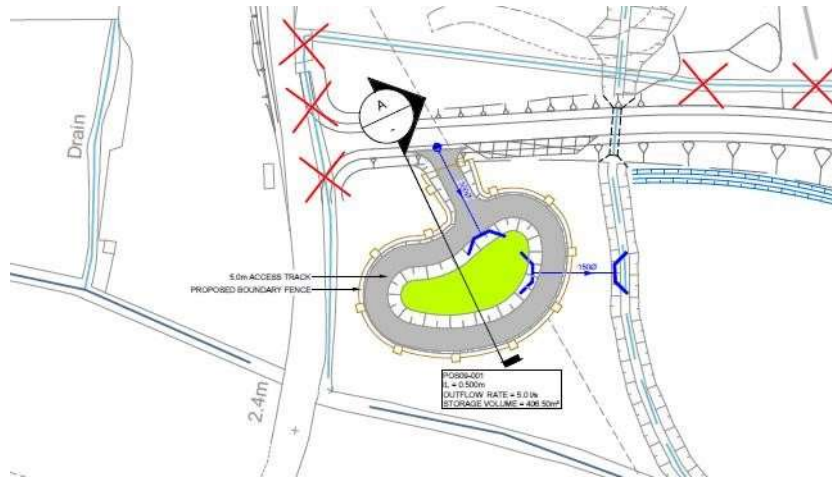 Drain
A
-
5.0m ACCESS TRACK
PROPOSED BOUNDARY FENCE
150Ø
2.4m
POS09-001
IL = 0.500m
OUTFLOW RATE = 5.0 l/s
STORAGE VOLUME = 406.50m³